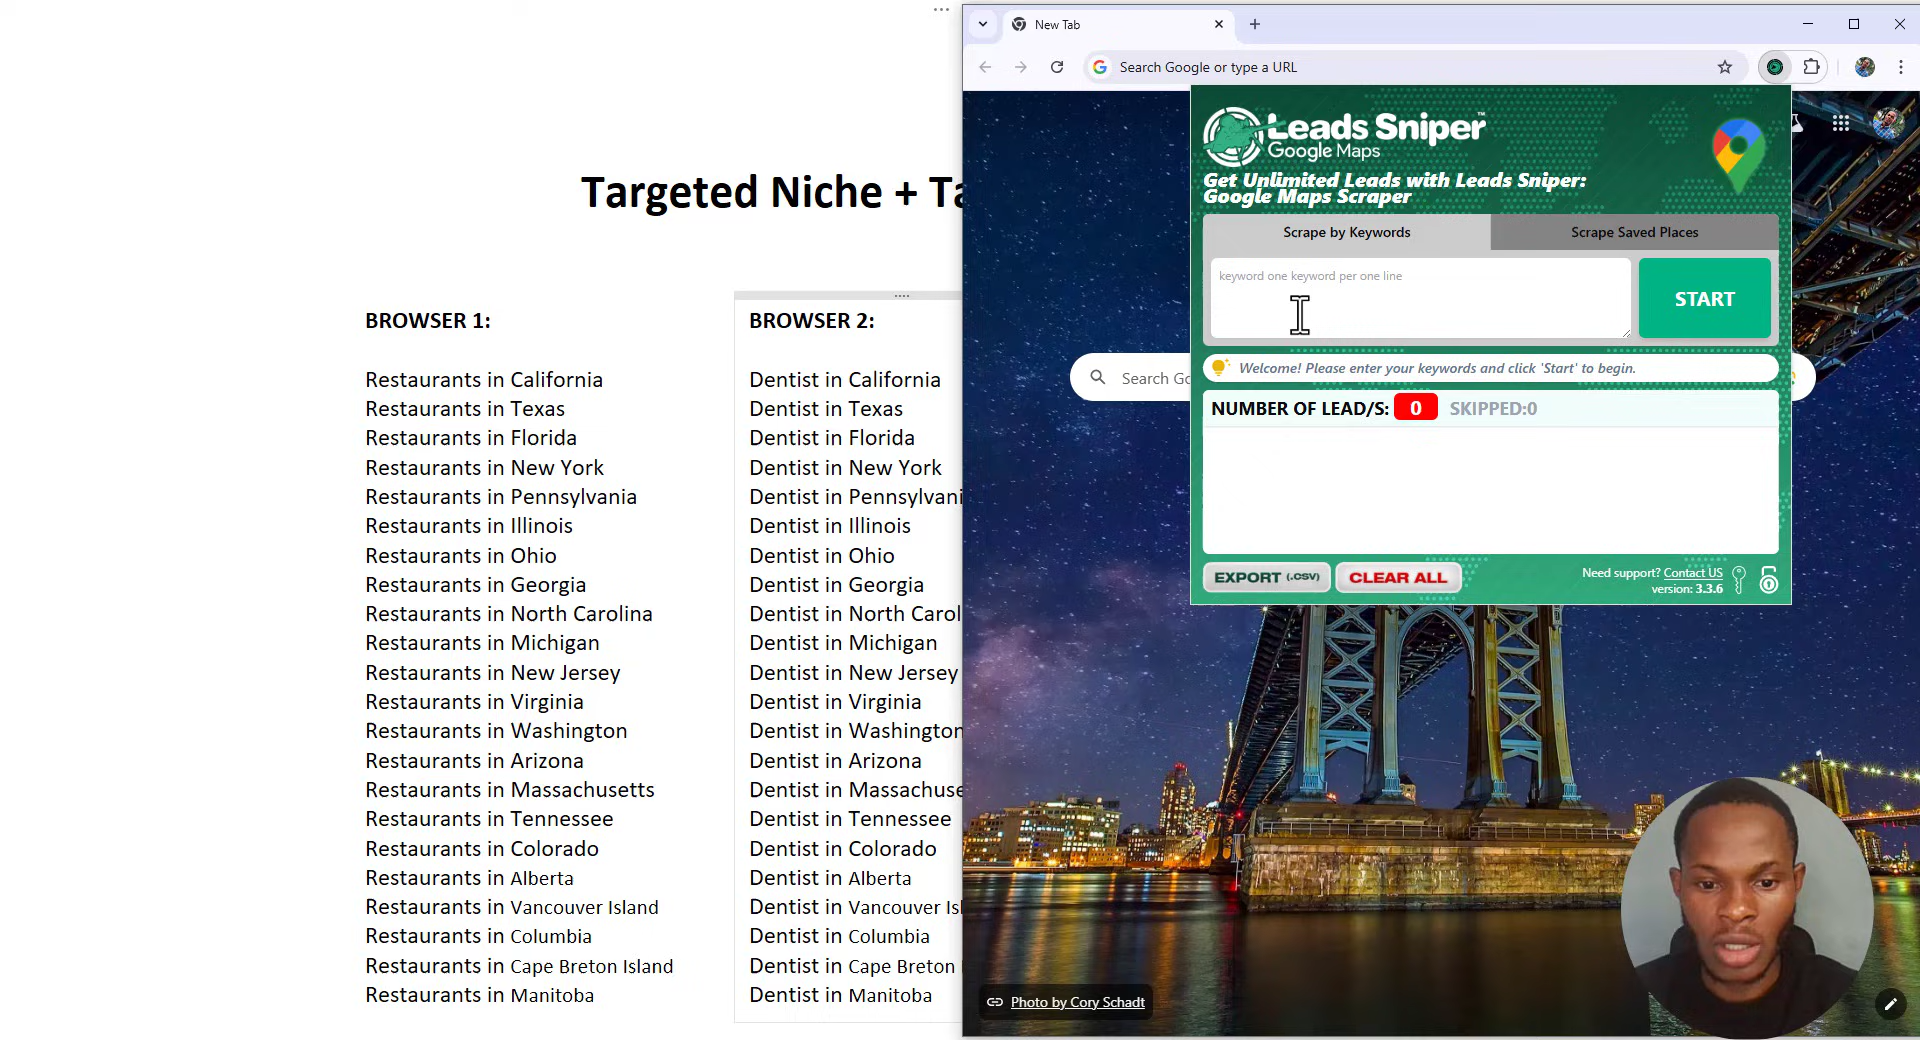 Targeted Niche + Ta
BROWSER 1:
Restaurants in California
Restaurants in Texas
Restaurants in Florida
Restaurants in New York
Restaurants in Pennsylvania
Restaurants in Illinois
Restaurants in Ohio
Restaurants in Georgia
Restaurants in North Carolina
Restaurants in Michigan
Restaurants in New Jersey
Restaurants in Virginia
Restaurants in Washington
Restaurants in Arizona
Restaurants in Massachusetts
Restaurants in Tennessee
Restaurants in Colorado
Restaurants in Alberta
Restaurants in Vancouver Island
Restaurants in Columbia
Restaurants in Cape Breton Island
Restaurants in Manitoba
BROWSER 2:
Dentist in California
Dentist in Texas
Dentist in Florida
Dentist in New York
Dentist in Pennsylvani
Dentist in Illinois
Dentist in Ohio
Dentist in Georgia
Dentist in North Carol
Dentist in Michigan
Dentist in New Jersey
Dentist in Virginia
Dentist in Washington
Dentist in Arizona
Dentist in Massachuse
Dentist in Tennessee
Dentist in Colorado
Dentist in Alberta
Dentist in Vancouver Isl
Dentist in Columbia
Dentist in Cape Breton
Dentist in Manitoba
New Tab
Search Google or type a URL
Leads Sniper™
Google Maps
Get Unlimited Leads with Leads Sniper:
Google Maps Scraper
Scrape by Keywords
Scrape Saved Places
keyword one keyword per one line
START
Search Go
Welcome! Please enter your keywords and click 'Start' to begin.
NUMBER OF LEAD/S: 0 SKIPPED:0
EXPORT (.CSV)
CLEAR ALL
Need support? Contact US
version: 3.3.6
Photo by Cory Schadt